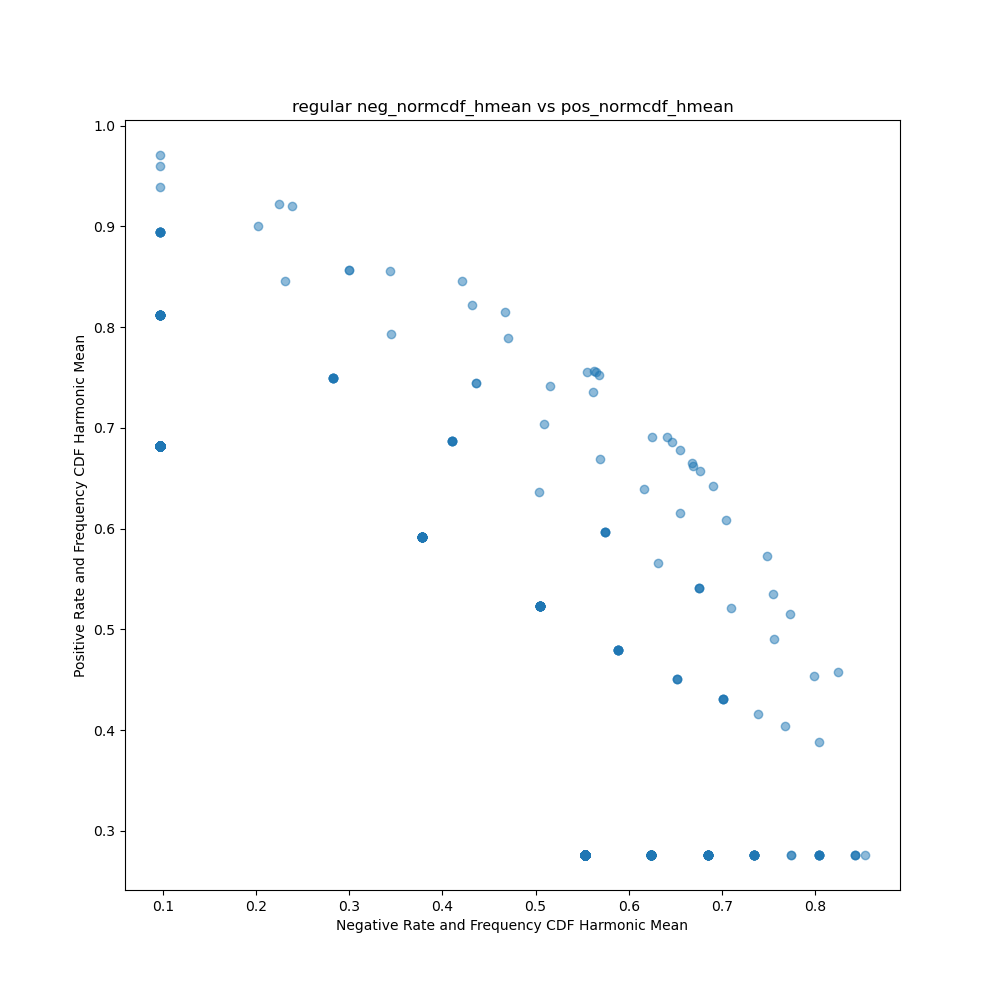 regular neg_normcdf_hmean vs pos_normcdf_hmean
Positive Rate and Frequency CDF Harmonic Mean
1.0
0.9
0.8
0.7
0.6
0.5
0.4
0.3
0.1 0.2 0.3 0.4 0.5 0.6 0.7 0.8
Negative Rate and Frequency CDF Harmonic Mean